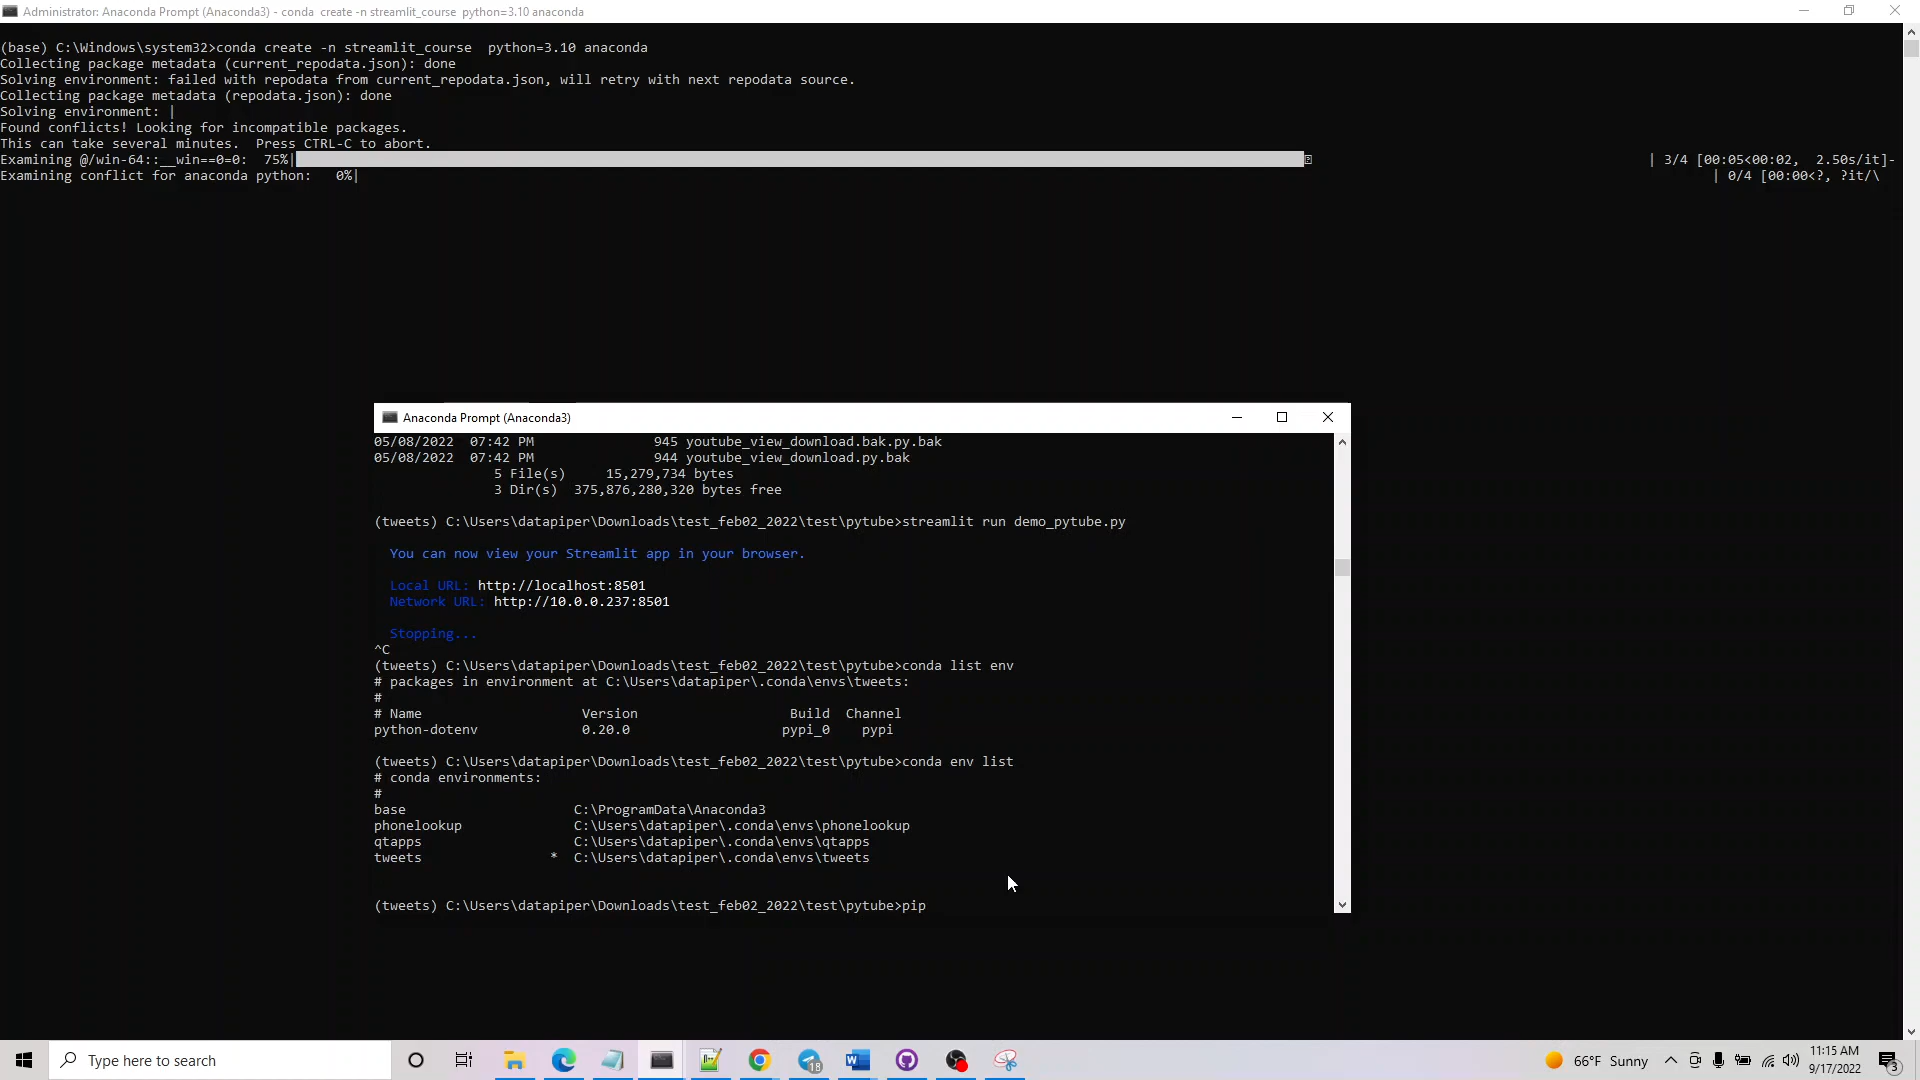 Administrator: Anaconda Prompt (Anaconda3) - conda  create -n streamlit_course  python=3.10 anaconda
(base) C:\Windows\system32>conda create -n streamlit_course  python=3.10 anaconda
Collecting package metadata (current_repodata.json): done
Solving environment: failed with repodata from current_repodata.json, will retry with next repodata source.
Collecting package metadata (repodata.json): done
Solving environment: |
Found conflicts! Looking for incompatible packages.
This can take several minutes.  Press CTRL-C to abort.
Examining @/win-64::__win==0=0:  75%| | 3/4 [00:05<00:02,  2.50s/it]-
Examining conflict for anaconda python:   0%| | 0/4 [00:00<?, ?it/\
Anaconda Prompt (Anaconda3)
05/08/2022  07:42 PM               945 youtube_view_download.bak.py.bak
05/08/2022  07:42 PM               944 youtube_view_download.py.bak
5 File(s)     15,279,734 bytes
3 Dir(s)  375,876,280,320 bytes free
(tweets) C:\Users\datapiper\Downloads\test_feb02_2022\test\pytube>streamlit run demo_pytube.py
You can now view your Streamlit app in your browser.
Local URL: http://localhost:8501
Network URL: http://10.0.0.237:8501
Stopping...
^C
(tweets) C:\Users\datapiper\Downloads\test_feb02_2022\test\pytube>conda list env
# packages in environment at C:\Users\datapiper\.conda\envs\tweets:
#
# Name                    Version                   Build  Channel
python-dotenv             0.20.0                   pypi_0    pypi
(tweets) C:\Users\datapiper\Downloads\test_feb02_2022\test\pytube>conda env list
# conda environments:
#
base                     C:\ProgramData\Anaconda3
phonelookup              C:\Users\datapiper\.conda\envs\phonelookup
qtapps                   C:\Users\datapiper\.conda\envs\qtapps
tweets                *  C:\Users\datapiper\.conda\envs\tweets
(tweets) C:\Users\datapiper\Downloads\test_feb02_2022\test\pytube>pip
Type here to search
18
66°F  Sunny
11:15 AM
9/17/2022
3